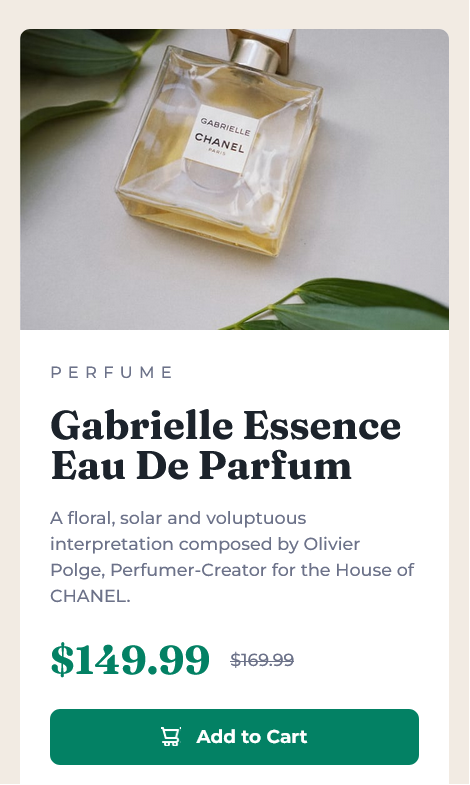 GABRIELLE
CHANEL
PARIS
PERFUME
Gabrielle Essence
Eau De Parfum
A floral, solar and voluptuous
interpretation composed by Olivier
Polge, Perfumer-Creator for the House of
CHANEL.
$149.99 $169.99
Add to Cart